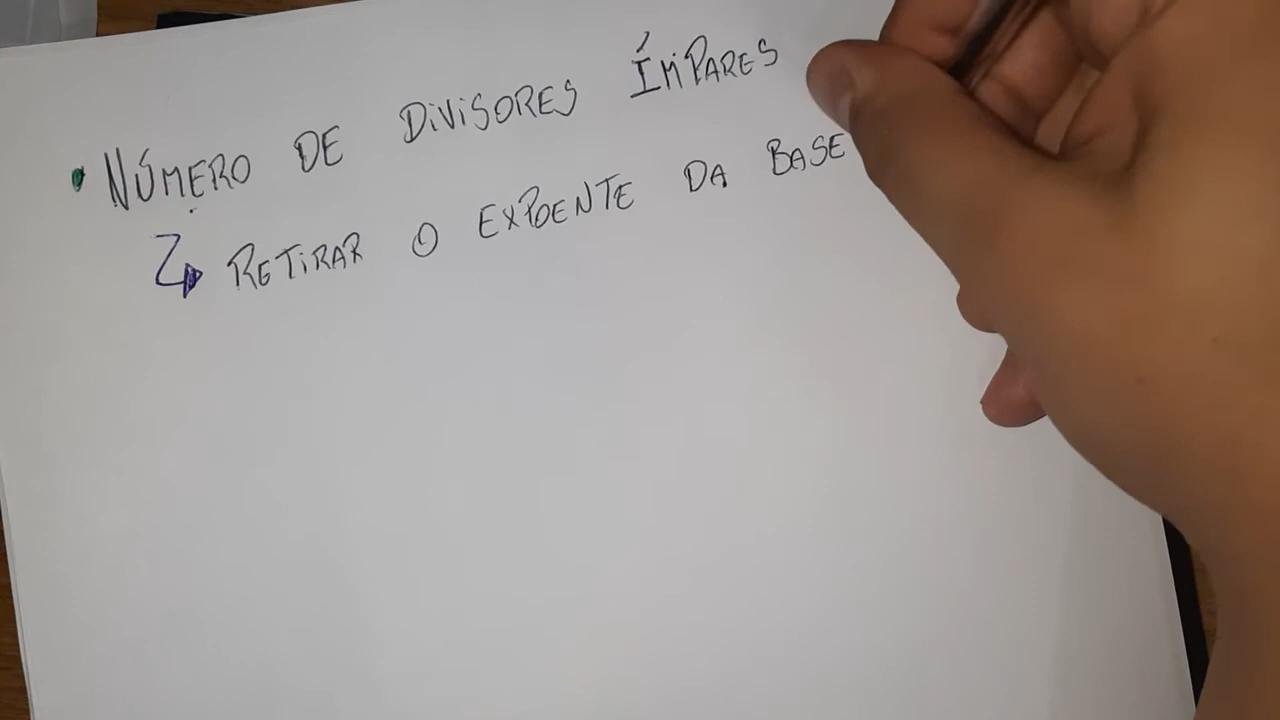 • NÚMERO DE DIVISORES ÍMPARES
↳ RETIRAR O EXPOENTE DA BASE